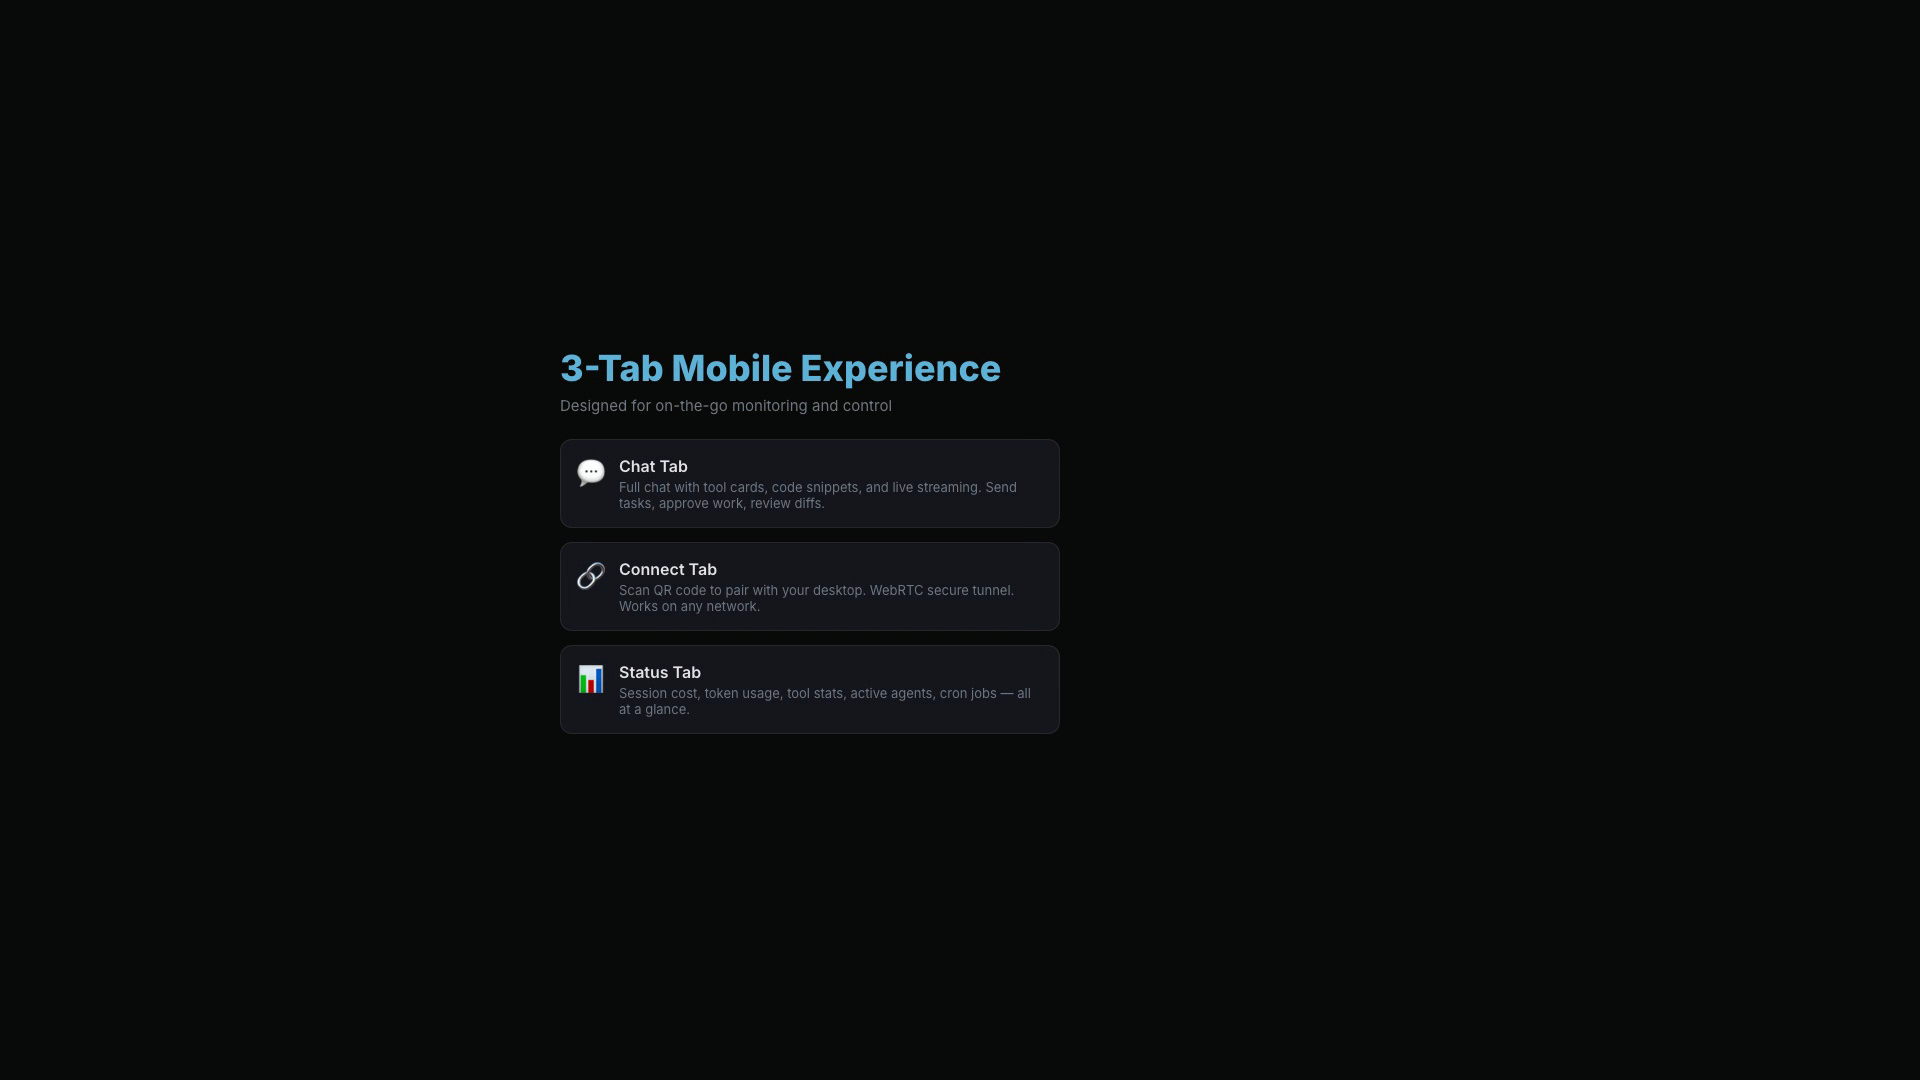 3-Tab Mobile Experience
Designed for on-the-go monitoring and control
Chat Tab
Full chat with tool cards, code snippets, and live streaming. Send
tasks, approve work, review diffs.
Connect Tab
Scan QR code to pair with your desktop. WebRTC secure tunnel.
Works on any network.
Status Tab
Session cost, token usage, tool stats, active agents, cron jobs — all
at a glance.